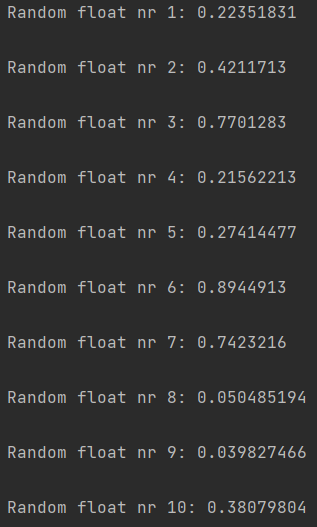 Random float nr 1: 0.22351831
Random float nr 2: 0.4211713
Random float nr 3: 0.7701283
Random float nr 4: 0.21562213
Random float nr 5: 0.27414477
Random float nr 6: 0.8944913
Random float nr 7: 0.7423216
Random float nr 8: 0.050485194
Random float nr 9: 0.039827466
Random float nr 10: 0.38079804